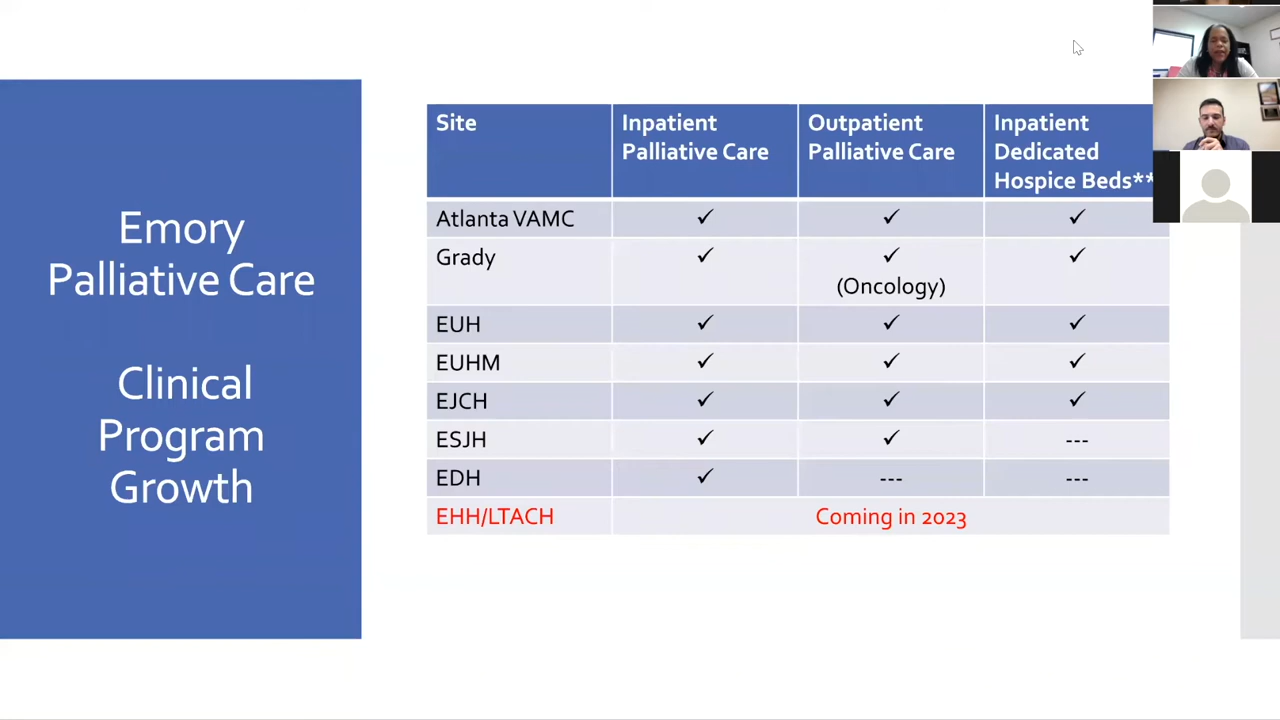 Emory
Palliative Care
Clinical
Program
Growth
Site
Inpatient
Palliative Care
Outpatient
Palliative Care
Inpatient
Dedicated
Hospice Beds**
Atlanta VAMC ✓ ✓ ✓
Grady ✓ ✓ ✓
(Oncology)
EUH ✓ ✓ ✓
EUHM ✓ ✓ ✓
EJCH ✓ ✓ ✓
ESJH ✓ ✓ ---
EDH ✓ --- ---
EHH/LTACH Coming in 2023